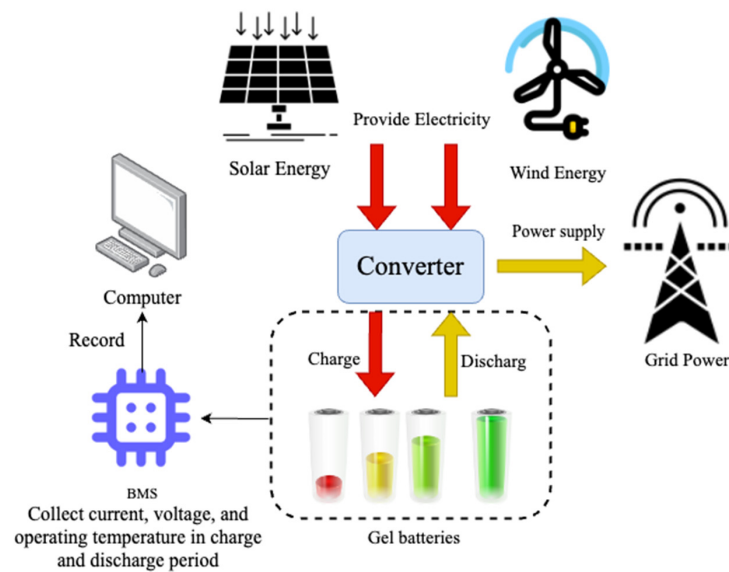 Provide Electricity
Solar Energy
Wind Energy
Power supply
Converter
Computer
Record
Charge
Discharg
Grid Power
BMS
Collect current, voltage, and
operating temperature in charge
and discharge period
Gel batteries